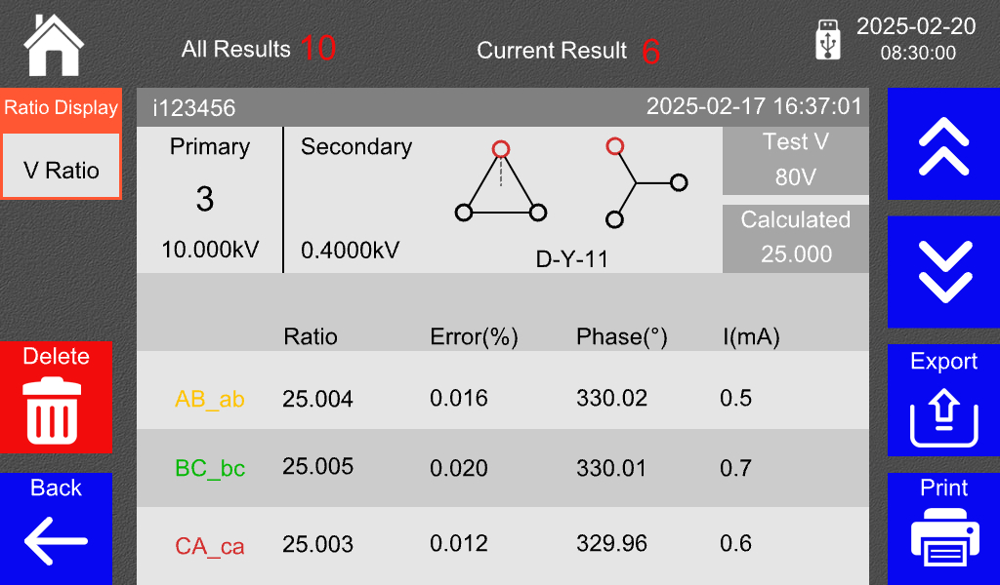 All Results 10
Current Result 6
2025-02-20
08:30:00
Ratio Display
V Ratio
i123456
2025-02-17 16:37:01
Primary
3
10.000kV
Secondary
0.4000kV
D-Y-11
Test V
80V
Calculated
25.000
Ratio Error(%) Phase(°) I(mA)
AB_ab 25.004 0.016 330.02 0.5
BC_bc 25.005 0.020 330.01 0.7
CA_ca 25.003 0.012 329.96 0.6
Delete
Back
Export
Print